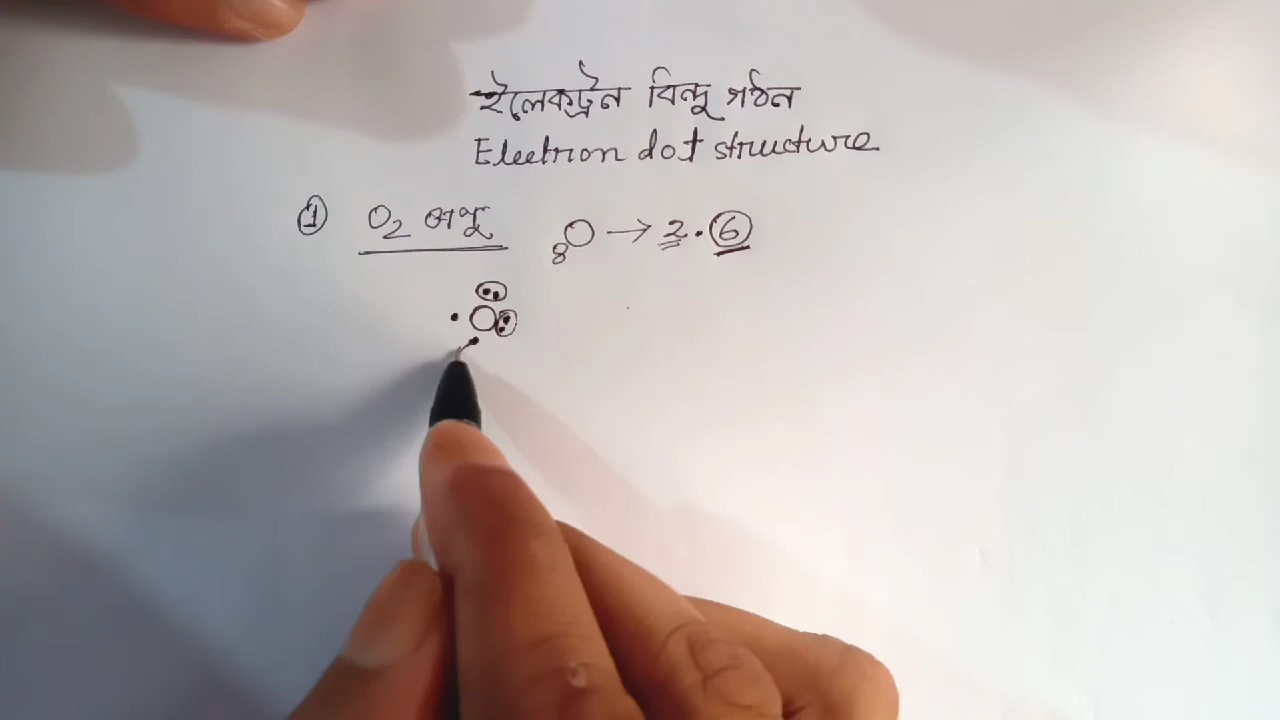 ইলেকট্রন বিন্দু গঠন
Electron dot structure
① O₂ অণু ₈O → 2. 6
O